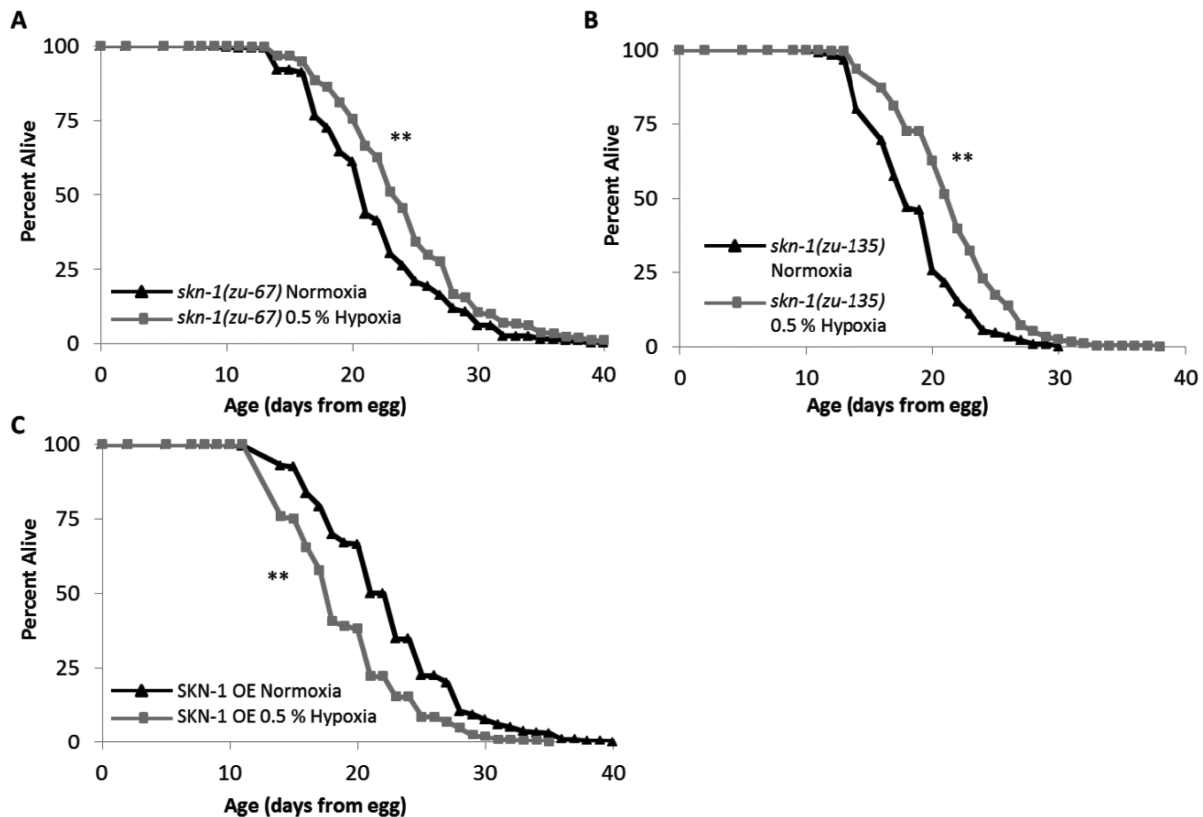 A
100
75
50
25
0
Percent Alive
**
skn-1(zu-67) Normoxia
skn-1(zu-67) 0.5 % Hypoxia
0 10 20 30 40
Age (days from egg)
B
100
75
50
25
0
Percent Alive
**
skn-1(zu-135)
Normoxia
skn-1(zu-135)
0.5 % Hypoxia
0 10 20 30 40
Age (days from egg)
C
100
75
50
25
0
Percent Alive
**
SKN-1 OE Normoxia
SKN-1 OE 0.5 % Hypoxia
0 10 20 30 40
Age (days from egg)